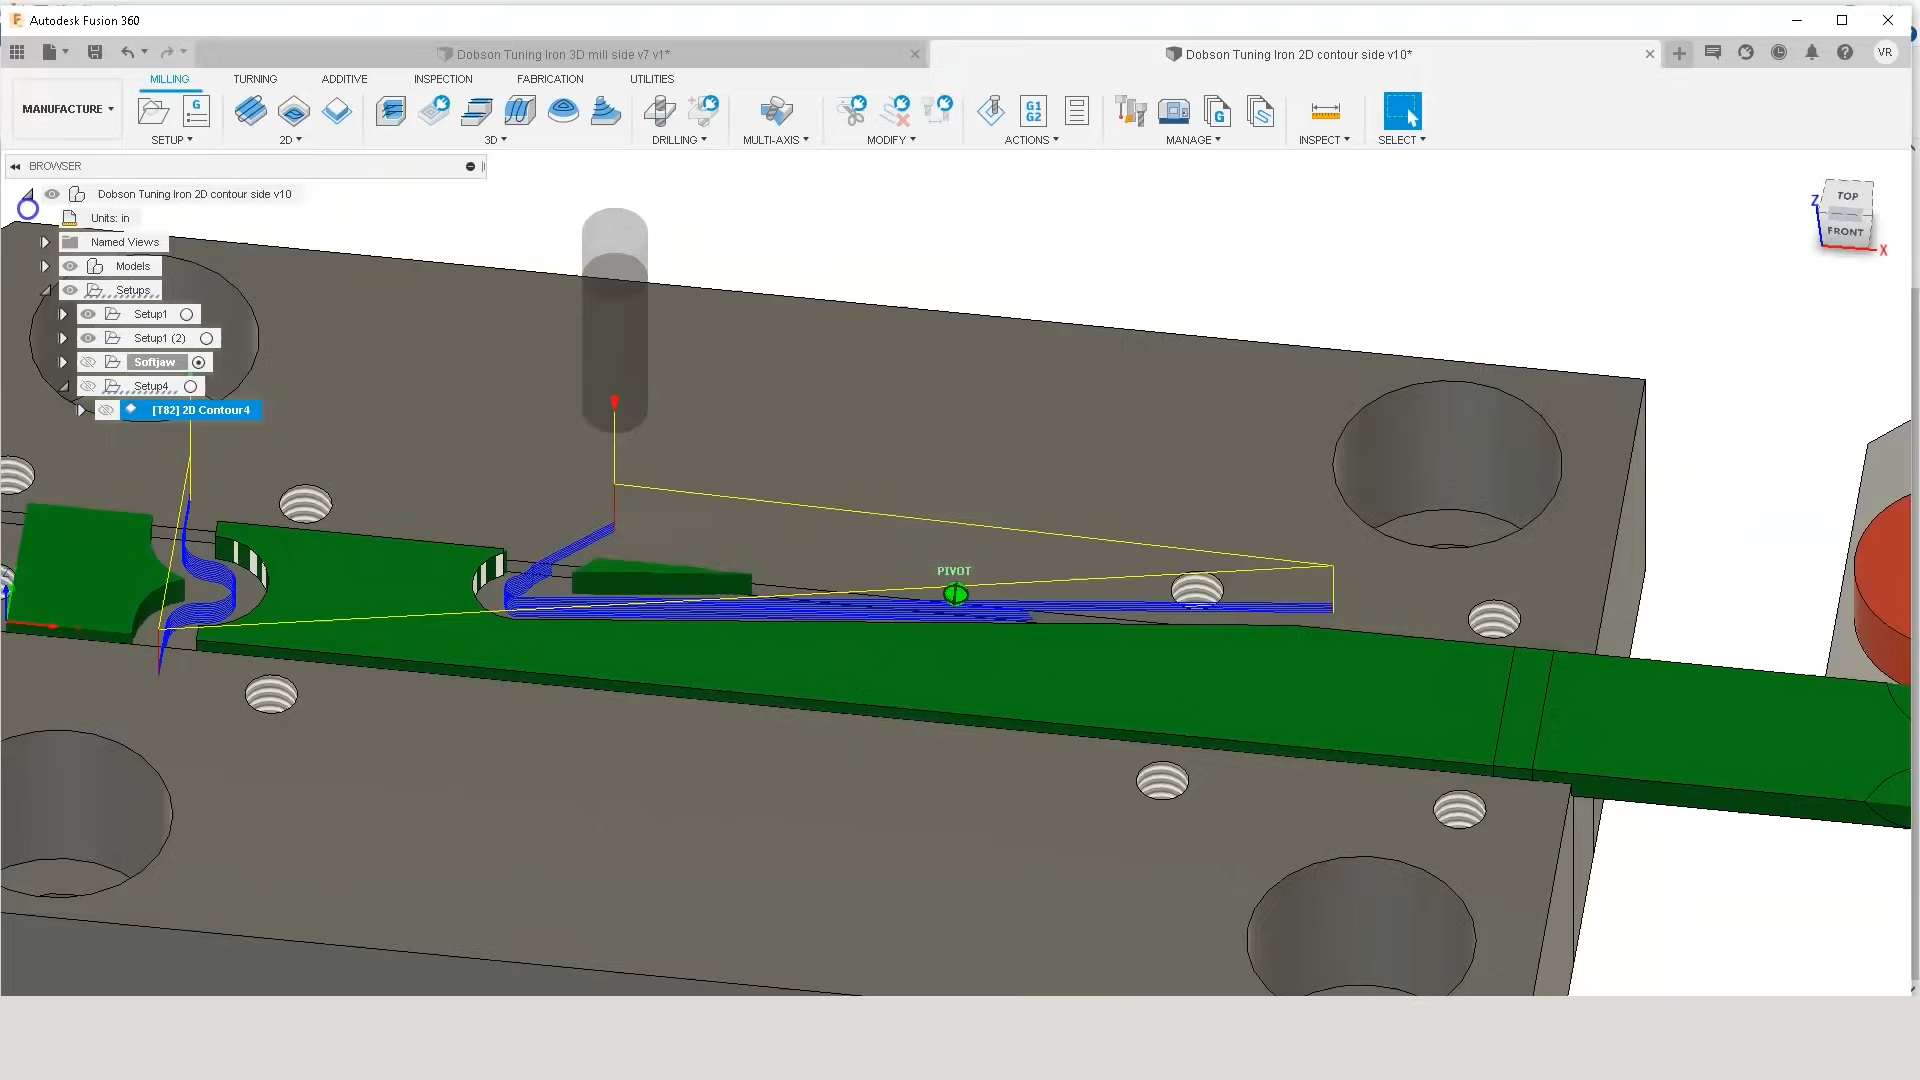 Autodesk Fusion 360
Dobson Tuning Iron 3D mill side v7 v1*
Dobson Tuning Iron 2D contour side v10*
VR
MILLING
TURNING
ADDITIVE
INSPECTION
FABRICATION
UTILITIES
MANUFACTURE
G
G1
G2
G
SETUP
2D
3D
DRILLING
MULTI-AXIS
MODIFY
ACTIONS
MANAGE
INSPECT
SELECT
BROWSER
Dobson Tuning Iron 2D contour side v10
Units: in
Named Views
Models
Setups
Setup1
Setup1 (2)
Softjaw
Setup4
[T82] 2D Contour4
TOP
Z
FRONT
X
PIVOT